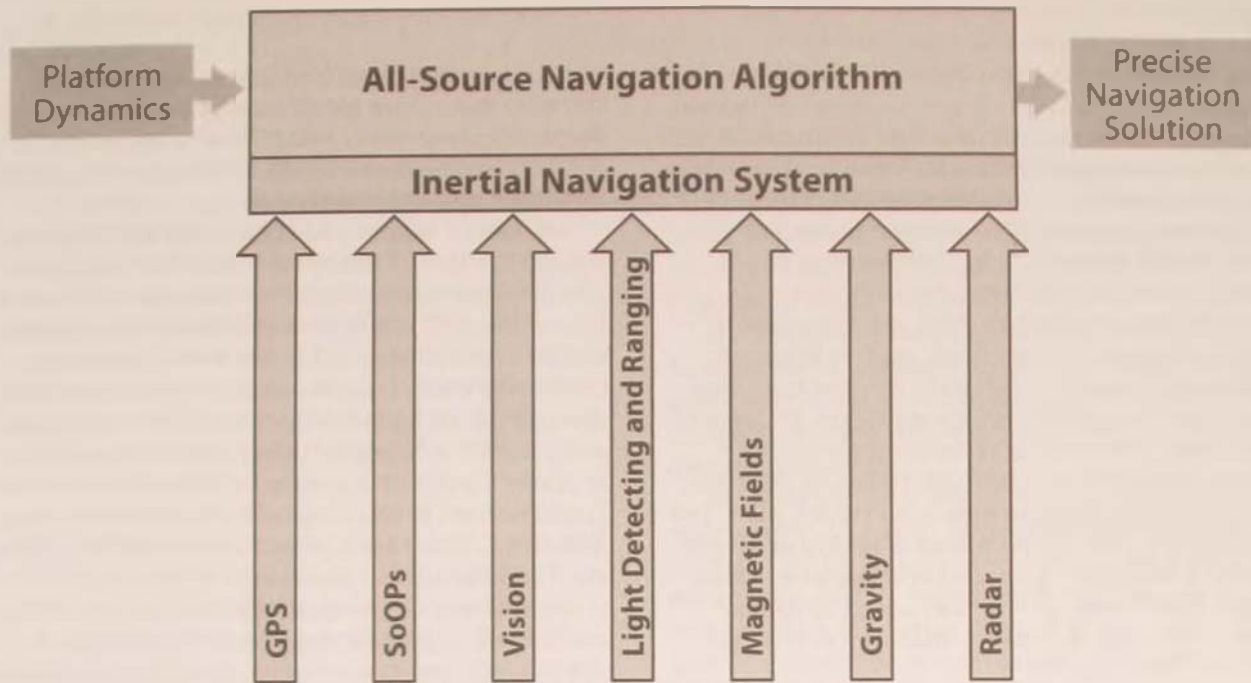 Platform
Dynamics
All-Source Navigation Algorithm
Precise
Navigation
Solution
Inertial Navigation System
GPS
SoOPs
Vision
Light Detecting and Ranging
Magnetic Fields
Gravity
Radar